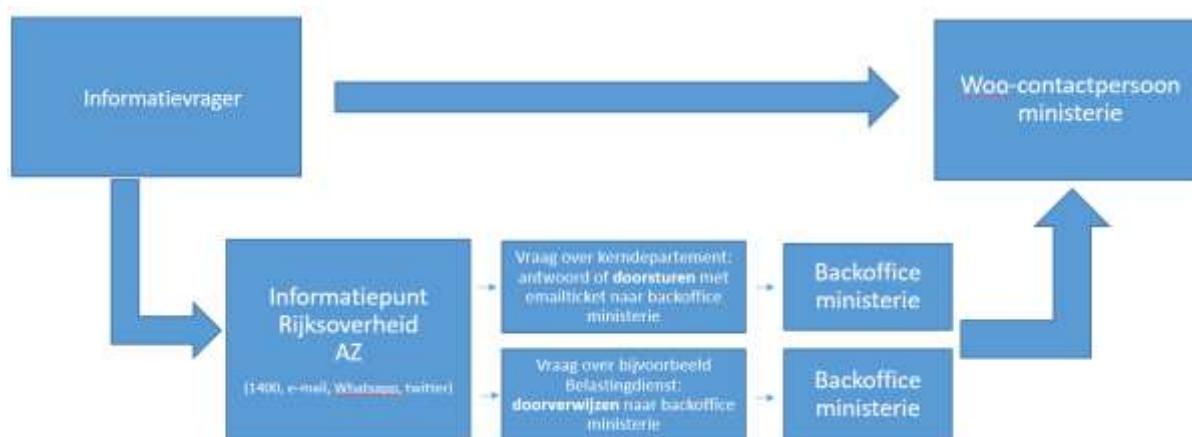 Informatievrager
Woo-contactpersoon
ministerie
Informatiepunt
Rijksoverheid
AZ
(1400, e-mail, Whatsapp, twitter)
Vraag over kerndepartement:
antwoord of doorsturen met
emailticket naar backoffice
ministerie
Backoffice
ministerie
Vraag over bijvoorbeeld
Belastingdienst:
doorverwijzen naar backoffice
ministerie
Backoffice
ministerie